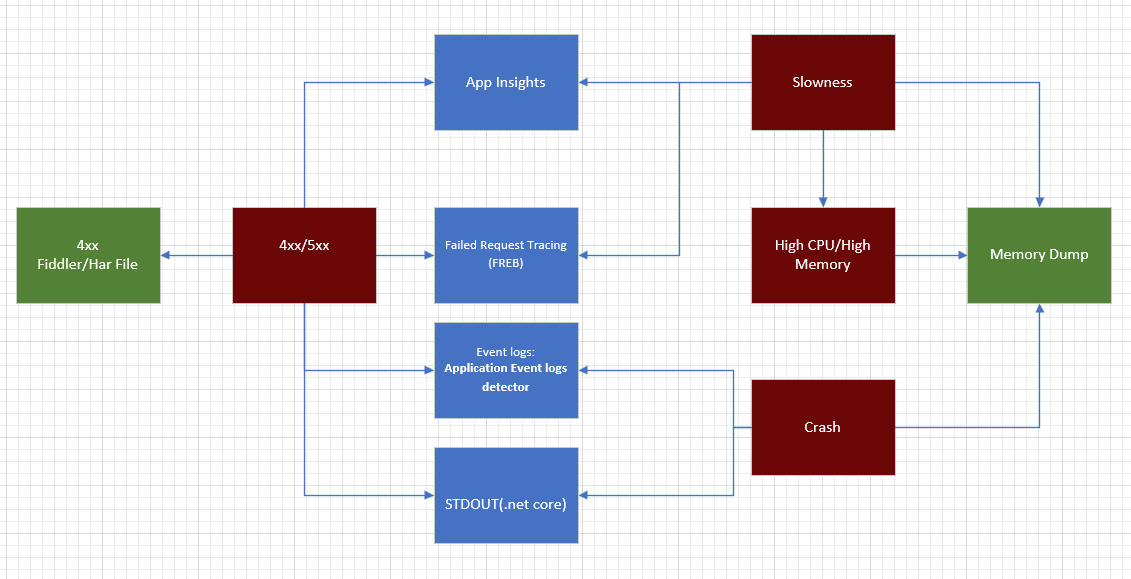 App Insights
Slowness
4xx
Fiddler/Har File
4xx/5xx
Failed Request Tracing
(FREB)
High CPU/High
Memory
Memory Dump
Event logs:
Application Event logs
detector
Crash
STDOUT(.net core)